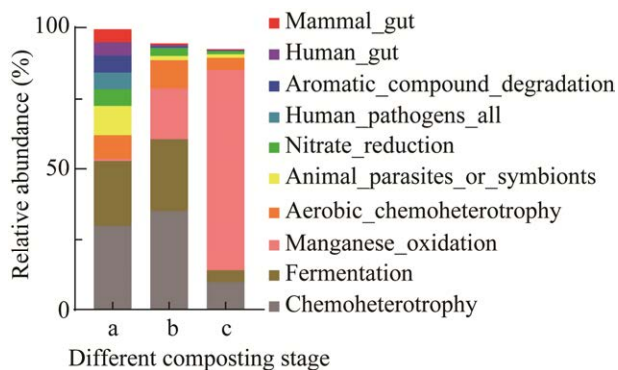 100
50
0
Relative abundance (%)
a b c
Different composting stage
Mammal_gut
Human_gut
Aromatic_compound_degradation
Human_pathogens_all
Nitrate_reduction
Animal_parasites_or_symbionts
Aerobic_chemoheterotrophy
Manganese_oxidation
Fermentation
Chemoheterotrophy